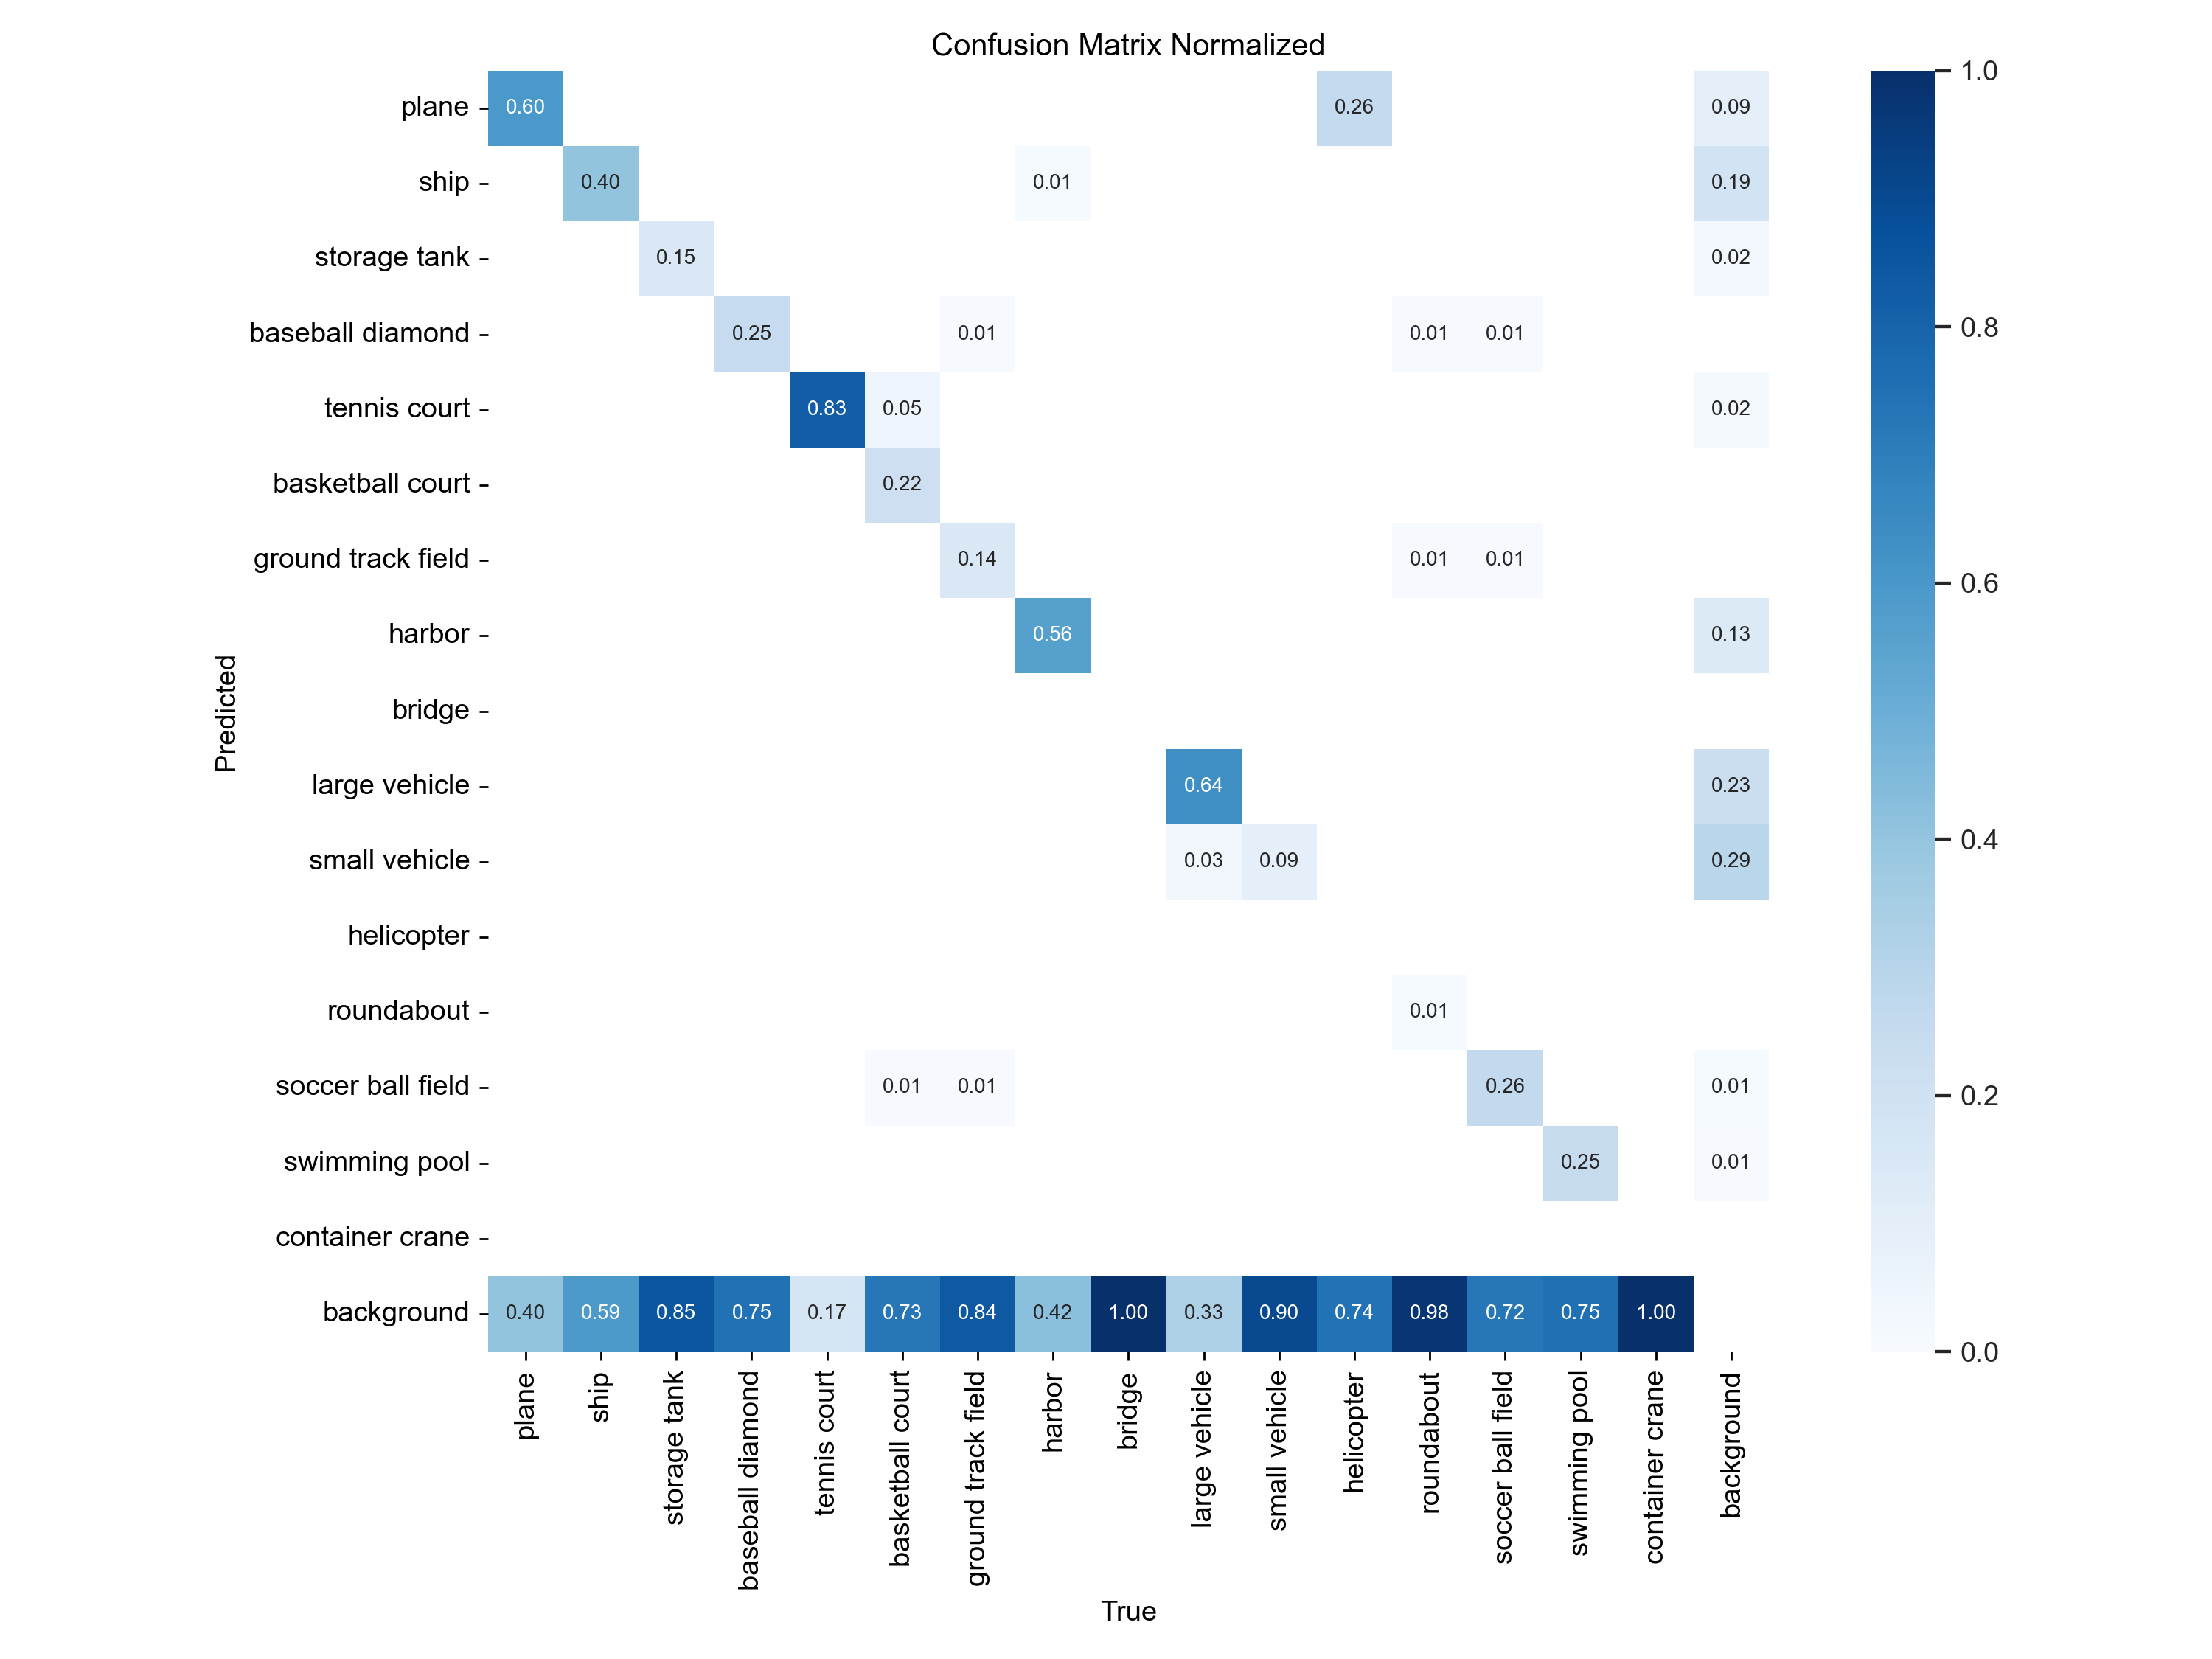 Confusion Matrix Normalized
plane 0.60 0.26 0.09
ship 0.40 0.01 0.19
storage tank 0.15 0.02
baseball diamond 0.25 0.01 0.01 0.01
tennis court 0.83 0.05 0.02
basketball court 0.22
ground track field 0.14 0.01 0.01
harbor 0.56 0.13
bridge
large vehicle 0.64 0.23
small vehicle 0.03 0.09 0.29
helicopter
roundabout 0.01
soccer ball field 0.01 0.01 0.26 0.01
swimming pool 0.25 0.01
container crane
background 0.40 0.59 0.85 0.75 0.17 0.73 0.84 0.42 1.00 0.33 0.90 0.74 0.98 0.72 0.75 1.00
Predicted
plane
ship
storage tank
baseball diamond
tennis court
basketball court
ground track field
harbor
bridge
large vehicle
small vehicle
helicopter
roundabout
soccer ball field
swimming pool
container crane
background
True
1.0
0.8
0.6
0.4
0.2
0.0